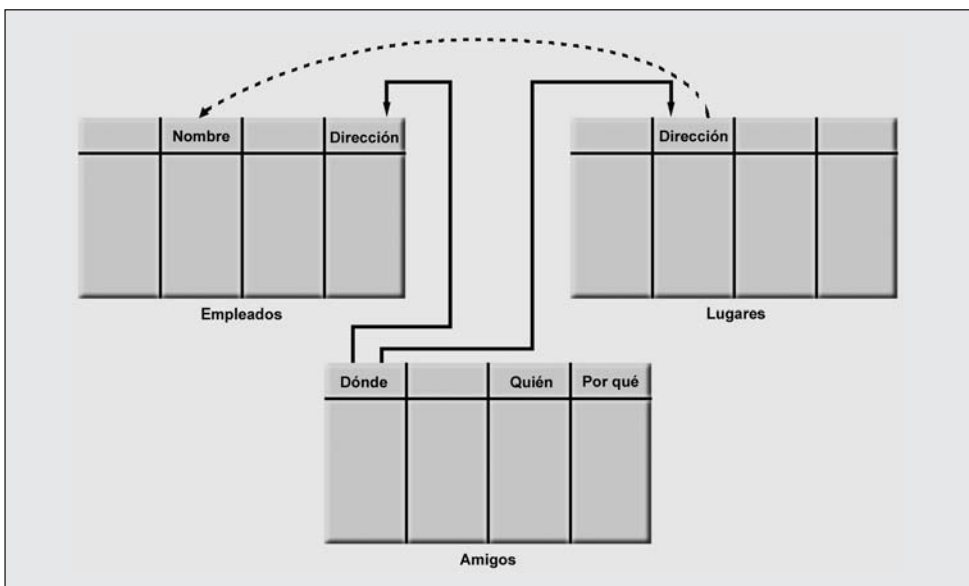 Nombre
Dirección
Empleados
Dirección
Lugares
Dónde
Quién
Por qué
Amigos